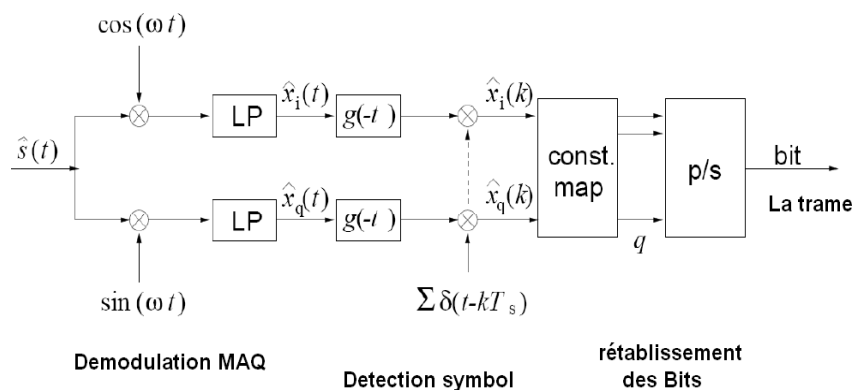 cos(ωt)
x̂i(t)
x̂i(k)
LP
g(-t)
ŝ(t)
const.
map
p/s
bit
La trame
x̂q(t)
x̂q(k)
LP
g(-t)
q
sin(ωt)
Σδ(t-kTs)
Demodulation MAQ
Detection symbol
rétablissement
des Bits